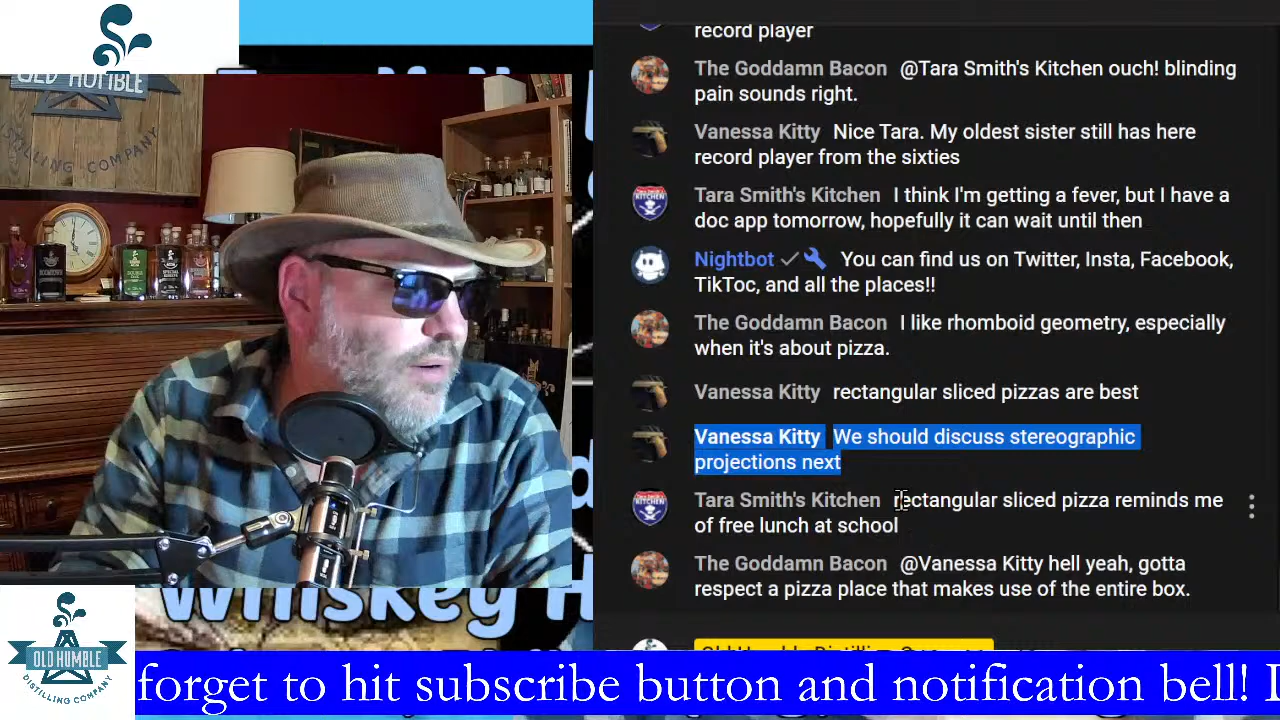 OLD HUMBLE
DISTILLING COMPANY
record player
The Goddamn Bacon @Tara Smith's Kitchen ouch! blinding
pain sounds right.
Vanessa Kitty Nice Tara. My oldest sister still has here
record player from the sixties
Tara Smith's Kitchen I think I'm getting a fever, but I have a
doc app tomorrow, hopefully it can wait until then
Nightbot You can find us on Twitter, Insta, Facebook,
TikToc, and all the places!!
The Goddamn Bacon I like rhomboid geometry, especially
when it's about pizza.
Vanessa Kitty rectangular sliced pizzas are best
Vanessa Kitty We should discuss stereographic
projections next
Tara Smith's Kitchen rectangular sliced pizza reminds me
of free lunch at school
The Goddamn Bacon @Vanessa Kitty hell yeah, gotta
respect a pizza place that makes use of the entire box.
Whiskey H
OLD HUMBLE
DISTILLING COMPANY
forget to hit subscribe button and notification bell!